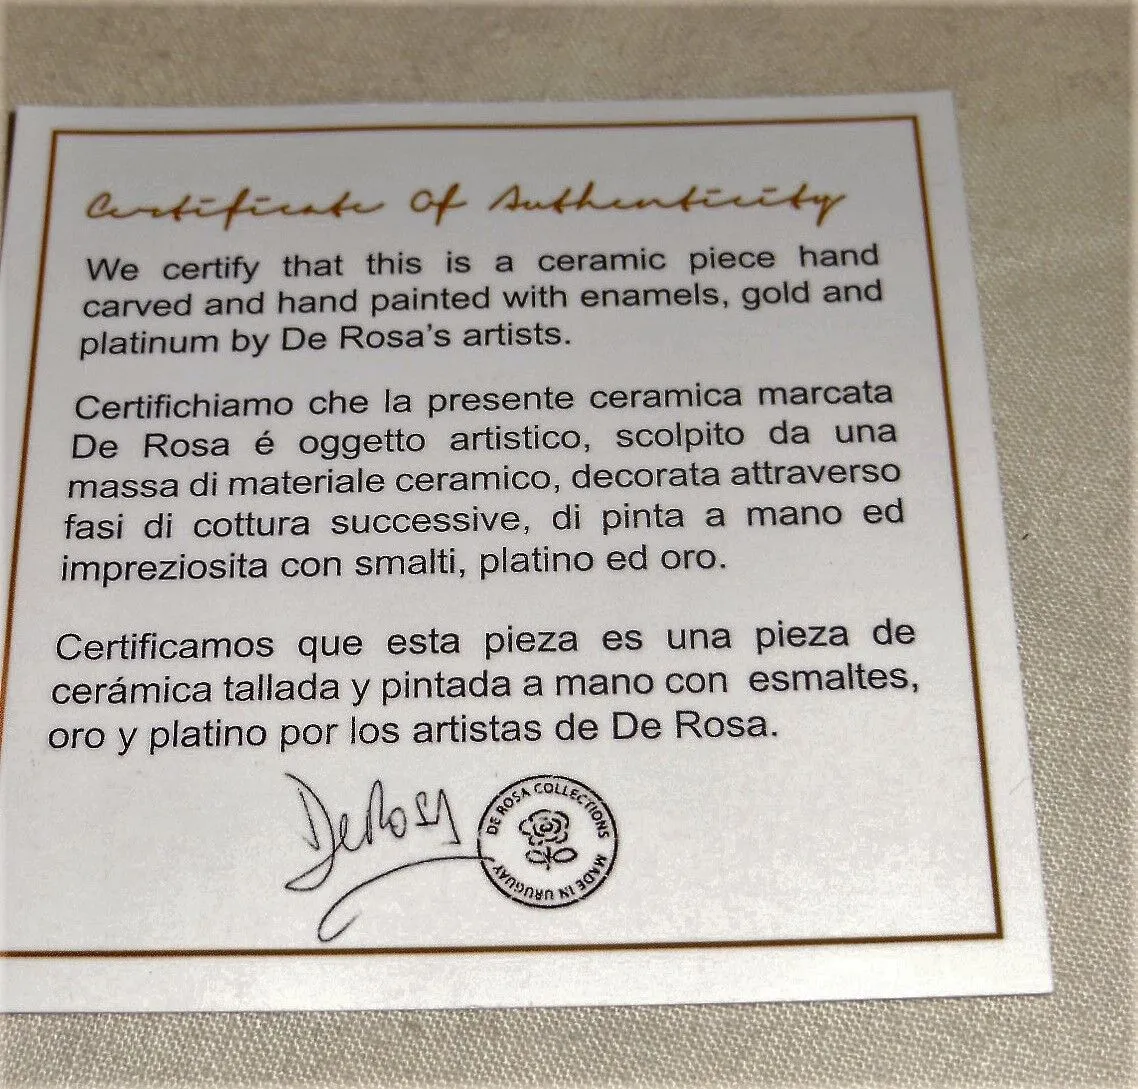 Certificate Of Authenticity
We certify that this is a ceramic piece hand
carved and hand painted with enamels, gold and
platinum by De Rosa's artists.
Certifichiamo che la presente ceramica marcata
De Rosa é oggetto artistico, scolpito da una
massa di materiale ceramico, decorata attraverso
fasi di cottura successive, di pinta a mano ed
impreziosita con smalti, platino ed oro.
Certificamos que esta pieza es una pieza de
cerámica tallada y pintada a mano con esmaltes,
oro y platino por los artistas de De Rosa.
De Rosa
DE ROSA COLLECTIONS
MADE IN URUGUAY